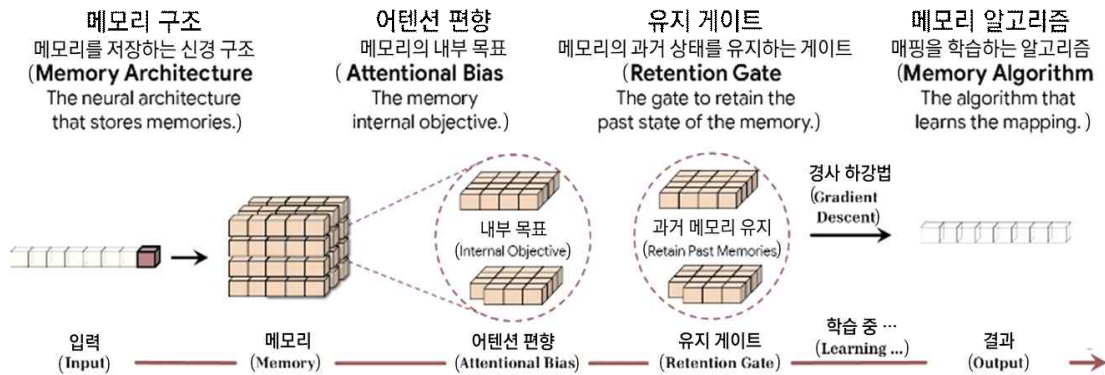 메모리 구조
메모리를 저장하는 신경 구조
(Memory Architecture
The neural architecture
that stores memories.)
어텐션 편향
메모리의 내부 목표
(Attentional Bias
The memory
internal objective.)
유지 게이트
메모리의 과거 상태를 유지하는 게이트
(Retention Gate
The gate to retain the
past state of the memory.)
메모리 알고리즘
매핑을 학습하는 알고리즘
(Memory Algorithm
The algorithm that
learns the mapping. )
내부 목표
(Internal Objective)
과거 메모리 유지
(Retain Past Memories)
경사 하강법
(Gradient
Descent)
입력
(Input)
메모리
(Memory)
어텐션 편향
(Attentional Bias)
유지 게이트
(Retention Gate)
학습 중 …
(Learning ...)
결과
(Output)